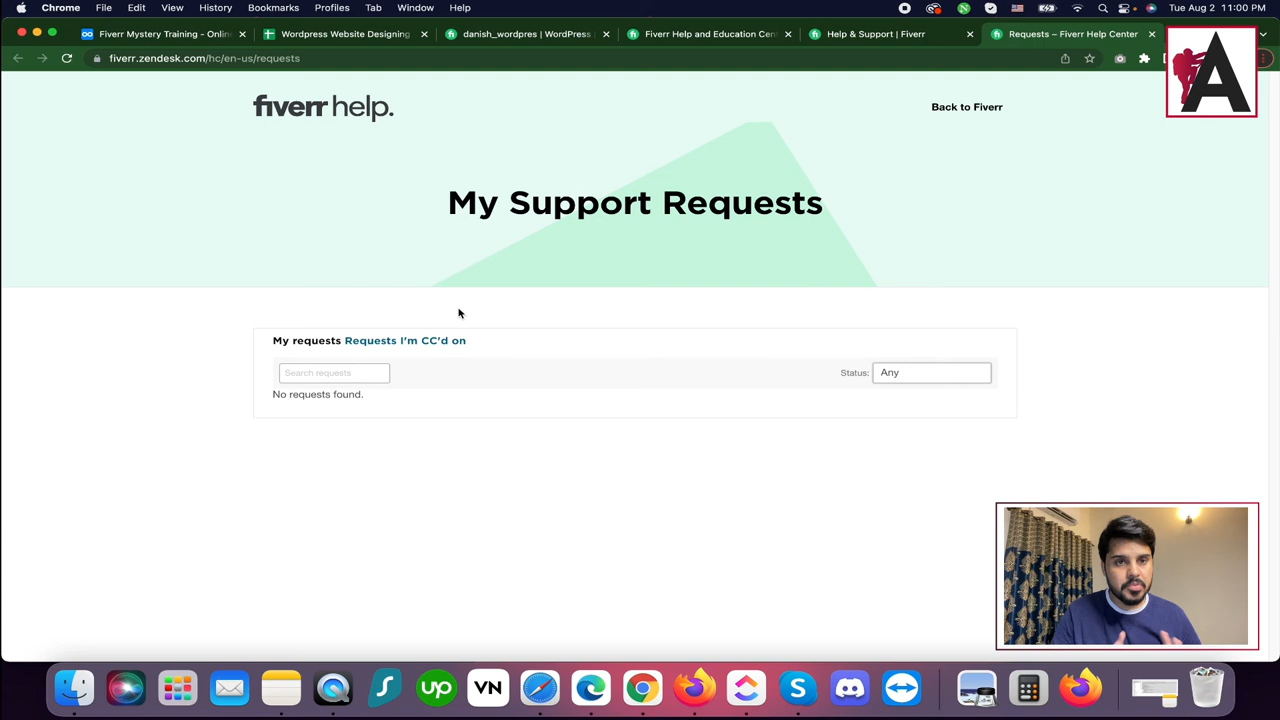 Chrome File Edit View History Bookmarks Profiles Tab Window Help Tue Aug 2 11:00 PM
Fiverr Mystery Training - Onlin
Wordpress Website Designing
danish_wordpres | WordPress
Fiverr Help and Education Cen
Help & Support | Fiverr
Requests – Fiverr Help Center
fiverr.zendesk.com/hc/en-us/requests
A
fiverr help.
Back to Fiverr
My Support Requests
My requests Requests I'm CC'd on
Search requests
Status: Any
No requests found.
up VN